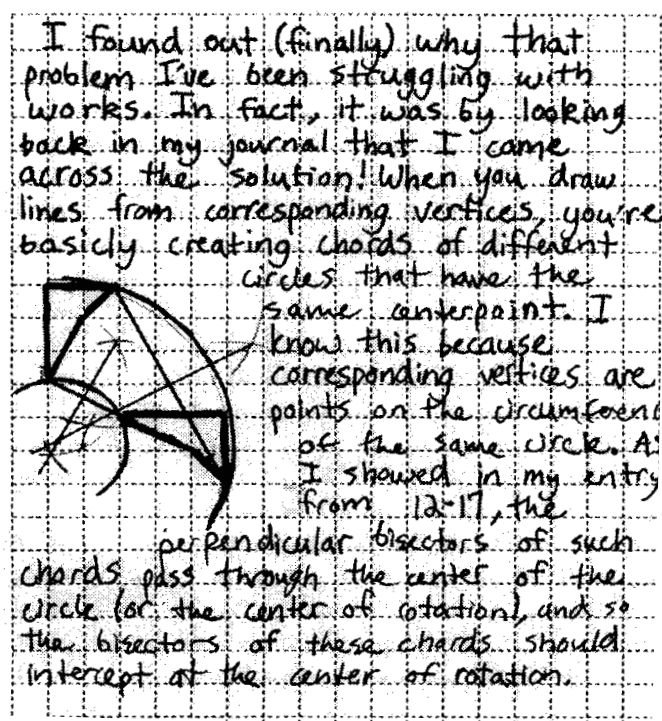 I found out (finally) why that
problem I've been struggling with
works. In fact, it was by looking
back in my journal that I came
across the solution! When you draw
lines from corresponding vertices, you're
basicly creating chords of different
circles that have the
same centerpoint. I
know this because
corresponding vertices are
points on the circumferenc
of the same circle. As
I showed in my entry
from 12-17, the
perpendicular bisectors of such
chords pass through the center of the
circle (or the center of rotation), and so
the bisectors of these chords should
intercept at the center of rotation.